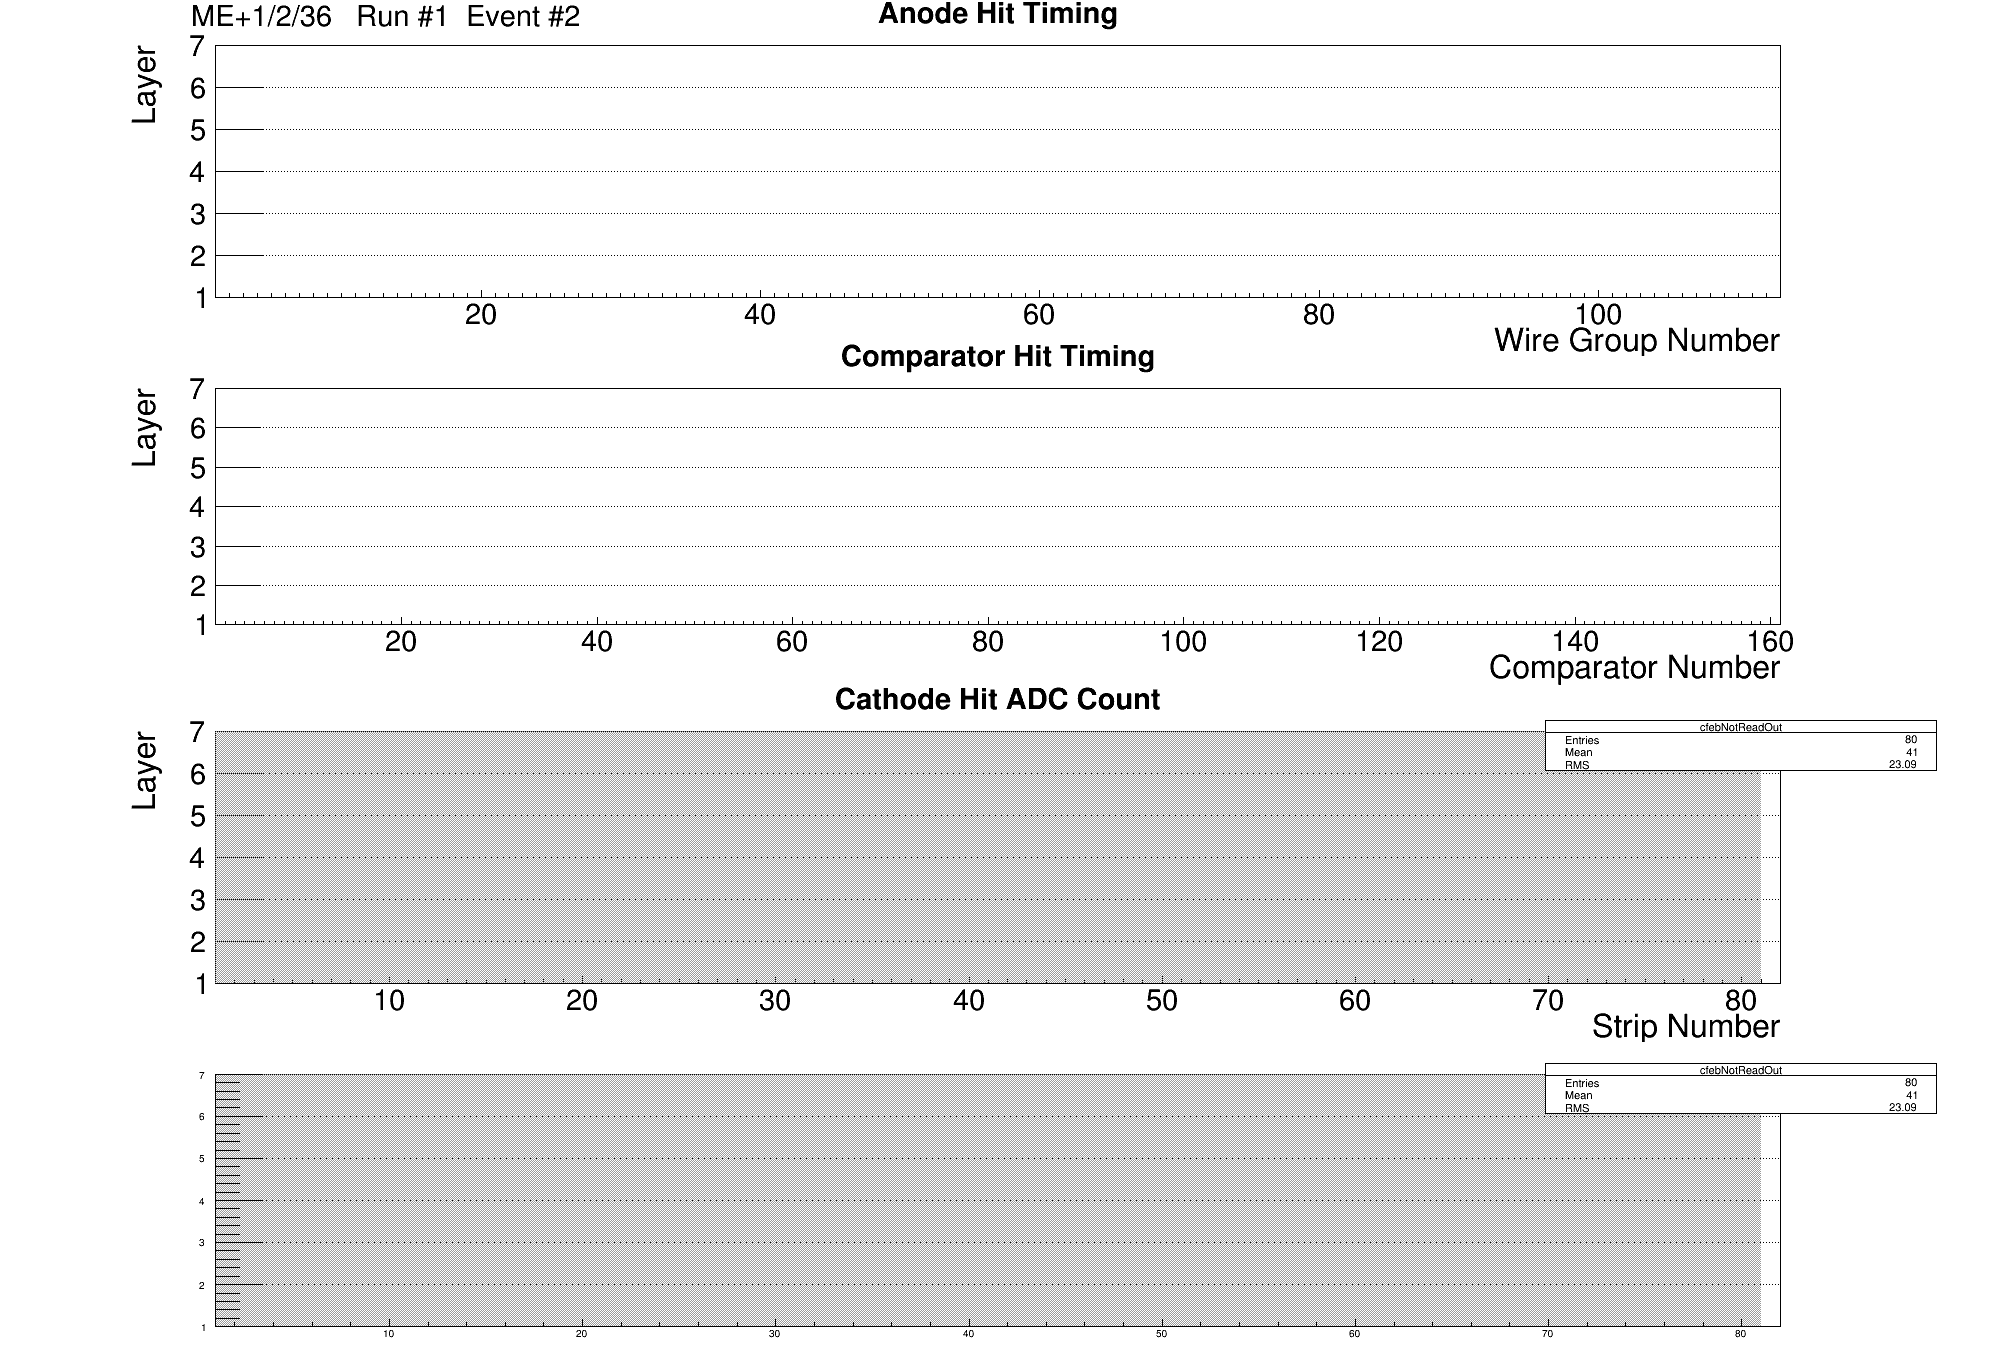 ME+1/2/36 Run #1 Event #2
Anode Hit Timing
Layer
7
6
5
4
3
2
1
20 40 60 80 100
Wire Group Number
Comparator Hit Timing
Layer
7
6
5
4
3
2
1
20 40 60 80 100 120 140 160
Comparator Number
Cathode Hit ADC Count
Layer
7
6
5
4
3
2
1
cfebNotReadOut
Entries 80
Mean 41
RMS 23.09
10 20 30 40 50 60 70 80
Strip Number
7
6
5
4
3
2
1
cfebNotReadOut
Entries 80
Mean 41
RMS 23.09
10 20 30 40 50 60 70 80